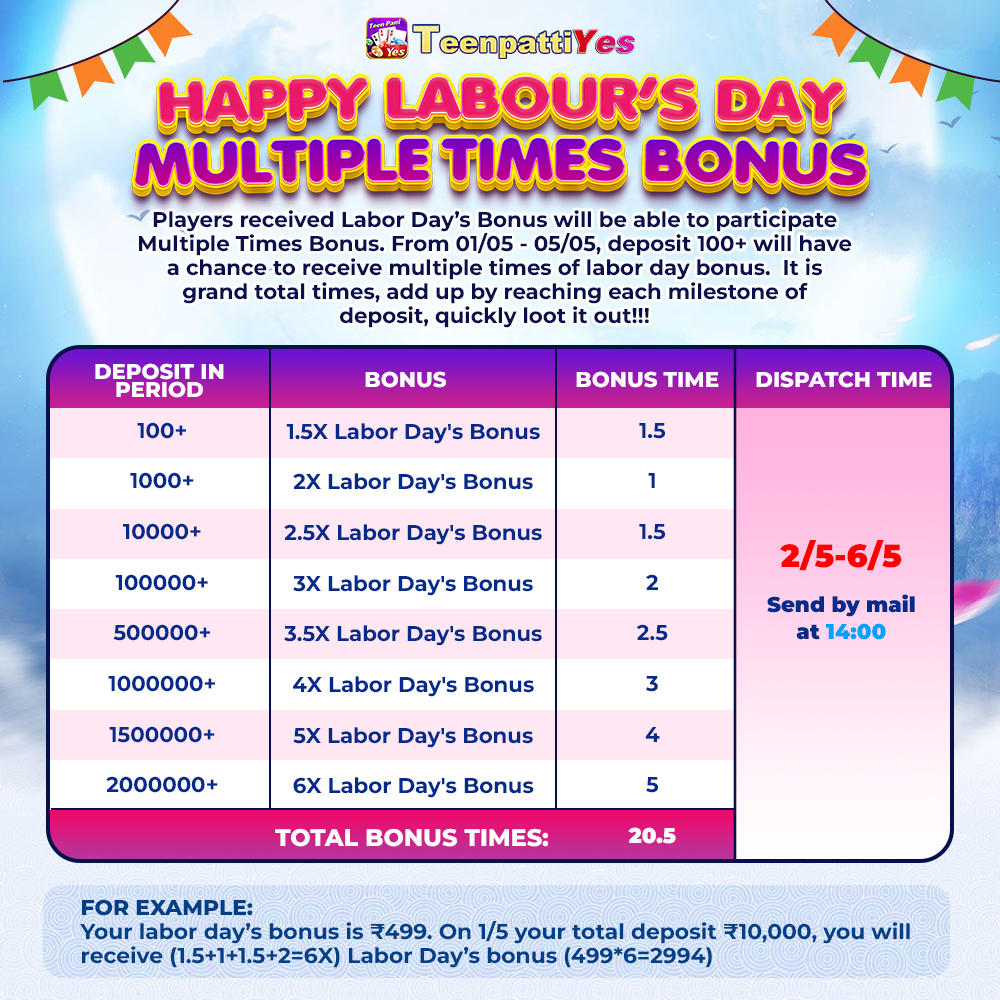 Teen Patti
Yes
TeenpattiYes
HAPPY LABOUR'S DAY
MULTIPLE TIMES BONUS
Players received Labor Day's Bonus will be able to participate
Multiple Times Bonus. From 01/05 - 05/05, deposit 100+ will have
a chance to receive multiple times of labor day bonus. It is
grand total times, add up by reaching each milestone of
deposit, quickly loot it out!!!
DEPOSIT IN PERIOD BONUS BONUS TIME DISPATCH TIME
100+ 1.5X Labor Day's Bonus 1.5
1000+ 2X Labor Day's Bonus 1
10000+ 2.5X Labor Day's Bonus 1.5
100000+ 3X Labor Day's Bonus 2
500000+ 3.5X Labor Day's Bonus 2.5
1000000+ 4X Labor Day's Bonus 3
1500000+ 5X Labor Day's Bonus 4
2000000+ 6X Labor Day's Bonus 5
2/5-6/5
Send by mail
at 14:00
TOTAL BONUS TIMES: 20.5
FOR EXAMPLE:
Your labor day's bonus is ₹499. On 1/5 your total deposit ₹10,000, you will
receive (1.5+1+1.5+2=6X) Labor Day's bonus (499*6=2994)